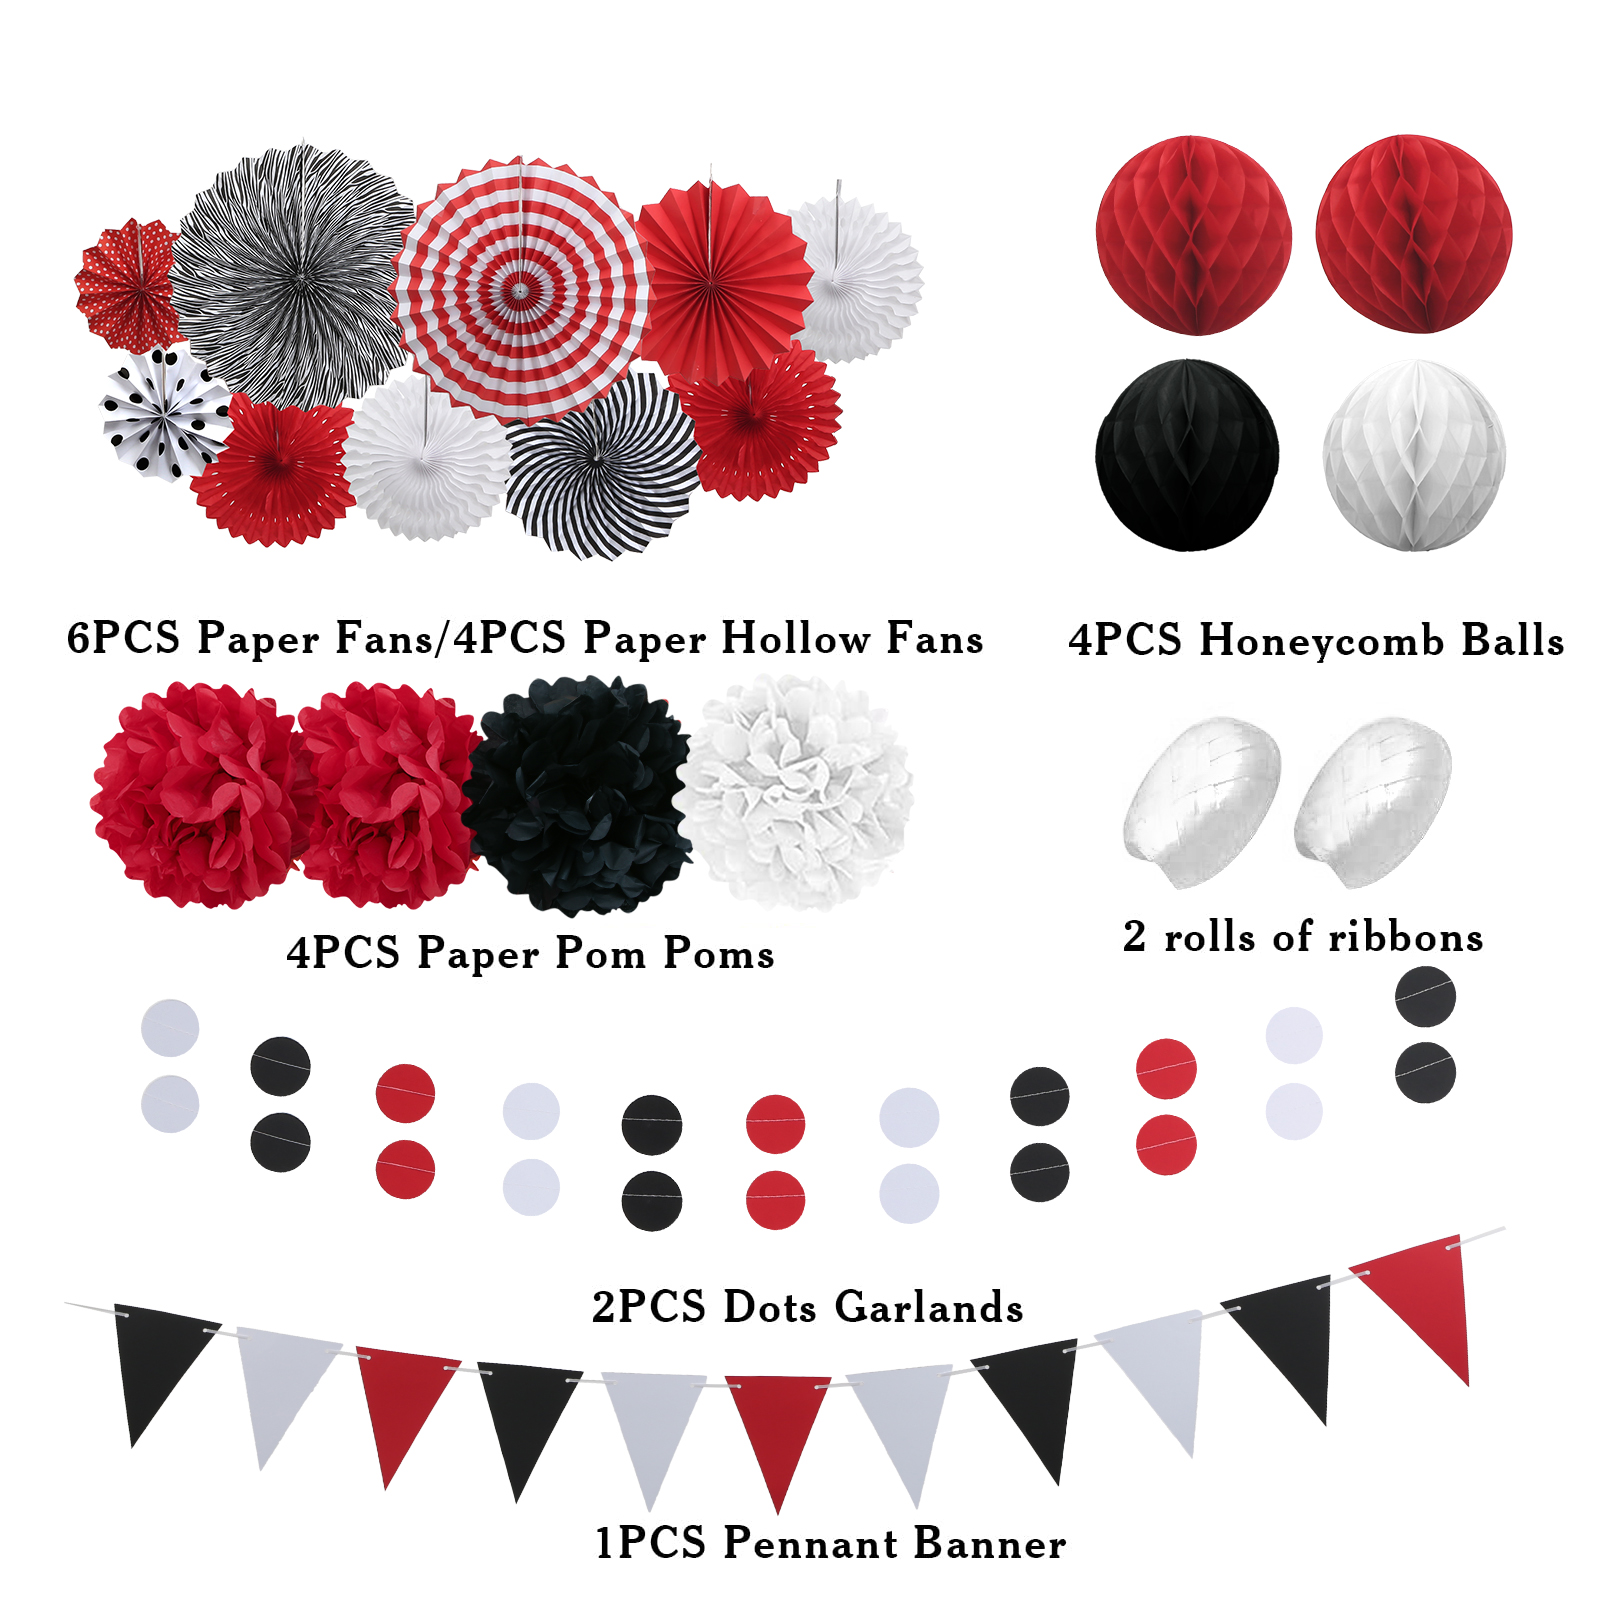 6PCS Paper Fans/4PCS Paper Hollow Fans
4PCS Honeycomb Balls
4PCS Paper Pom Poms
2 rolls of ribbons
2PCS Dots Garlands
1PCS Pennant Banner